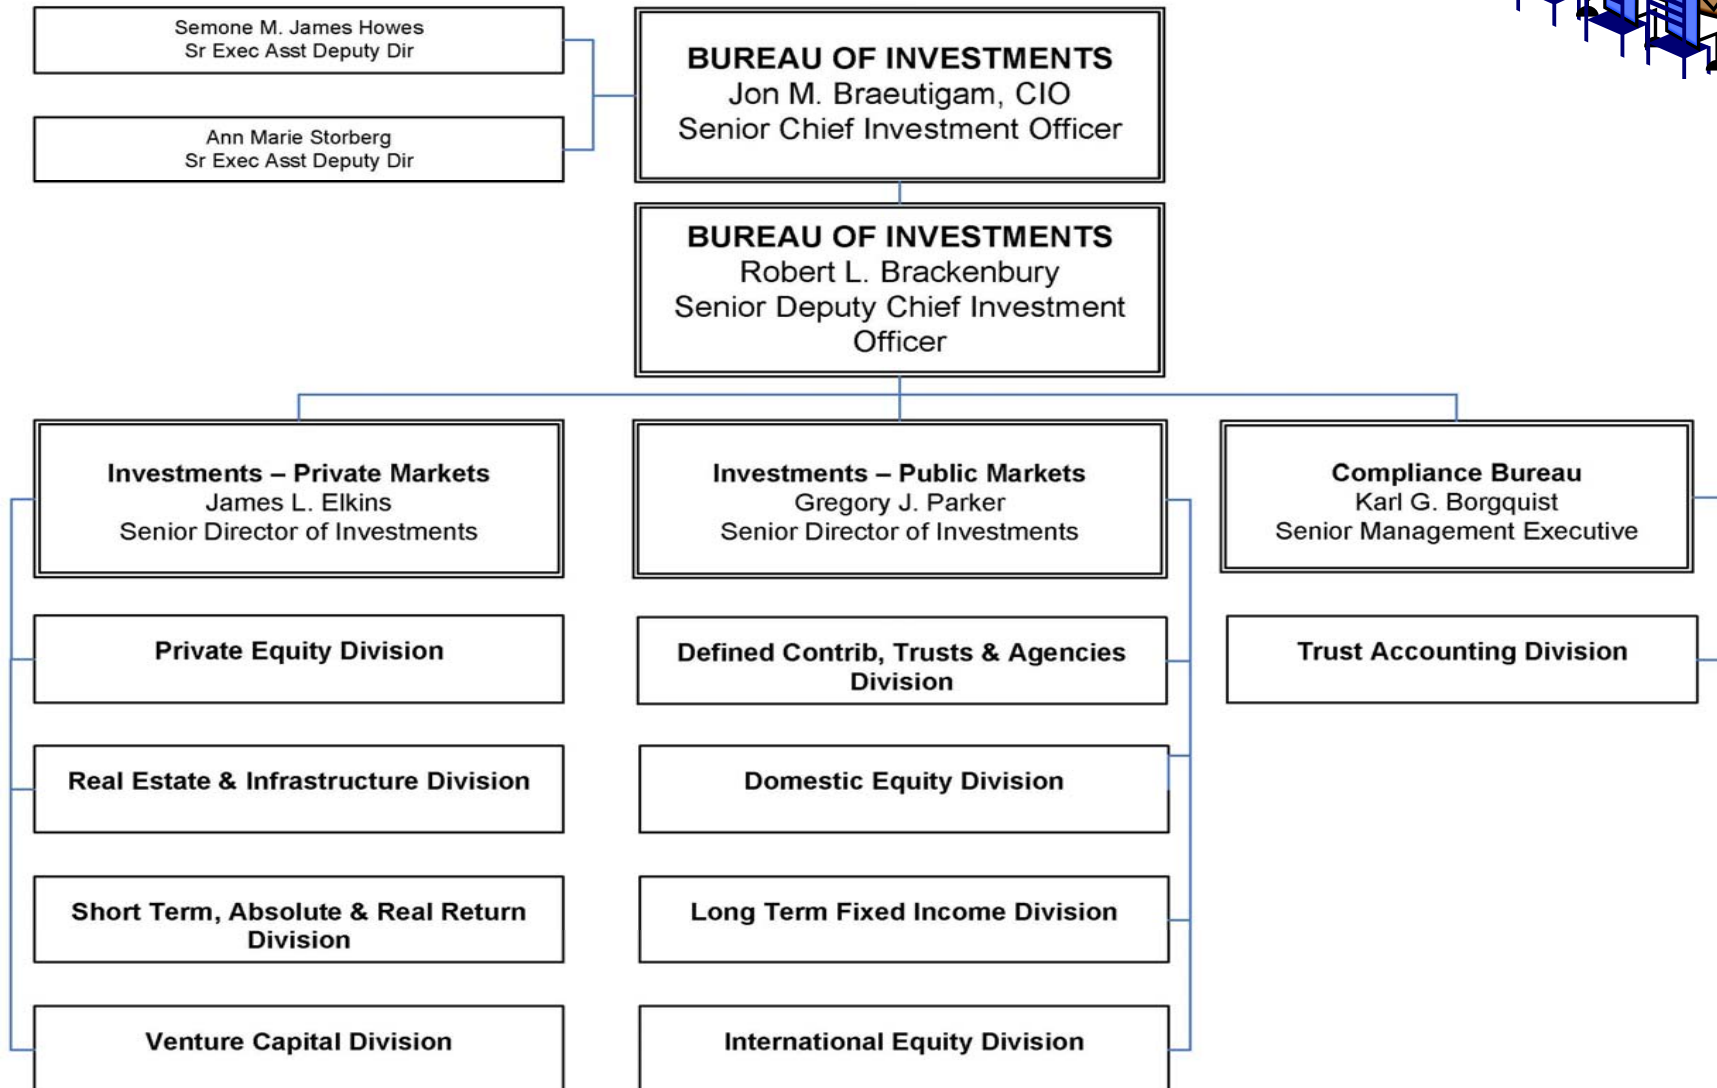 Semone M. James Howes
Sr Exec Asst Deputy Dir
Ann Marie Storberg
Sr Exec Asst Deputy Dir
BUREAU OF INVESTMENTS
Jon M. Braeutigam, CIO
Senior Chief Investment Officer
BUREAU OF INVESTMENTS
Robert L. Brackenbury
Senior Deputy Chief Investment
Officer
Investments – Private Markets
James L. Elkins
Senior Director of Investments
Private Equity Division
Real Estate & Infrastructure Division
Short Term, Absolute & Real Return
Division
Venture Capital Division
Investments – Public Markets
Gregory J. Parker
Senior Director of Investments
Defined Contrib, Trusts & Agencies
Division
Domestic Equity Division
Long Term Fixed Income Division
International Equity Division
Compliance Bureau
Karl G. Borgquist
Senior Management Executive
Trust Accounting Division